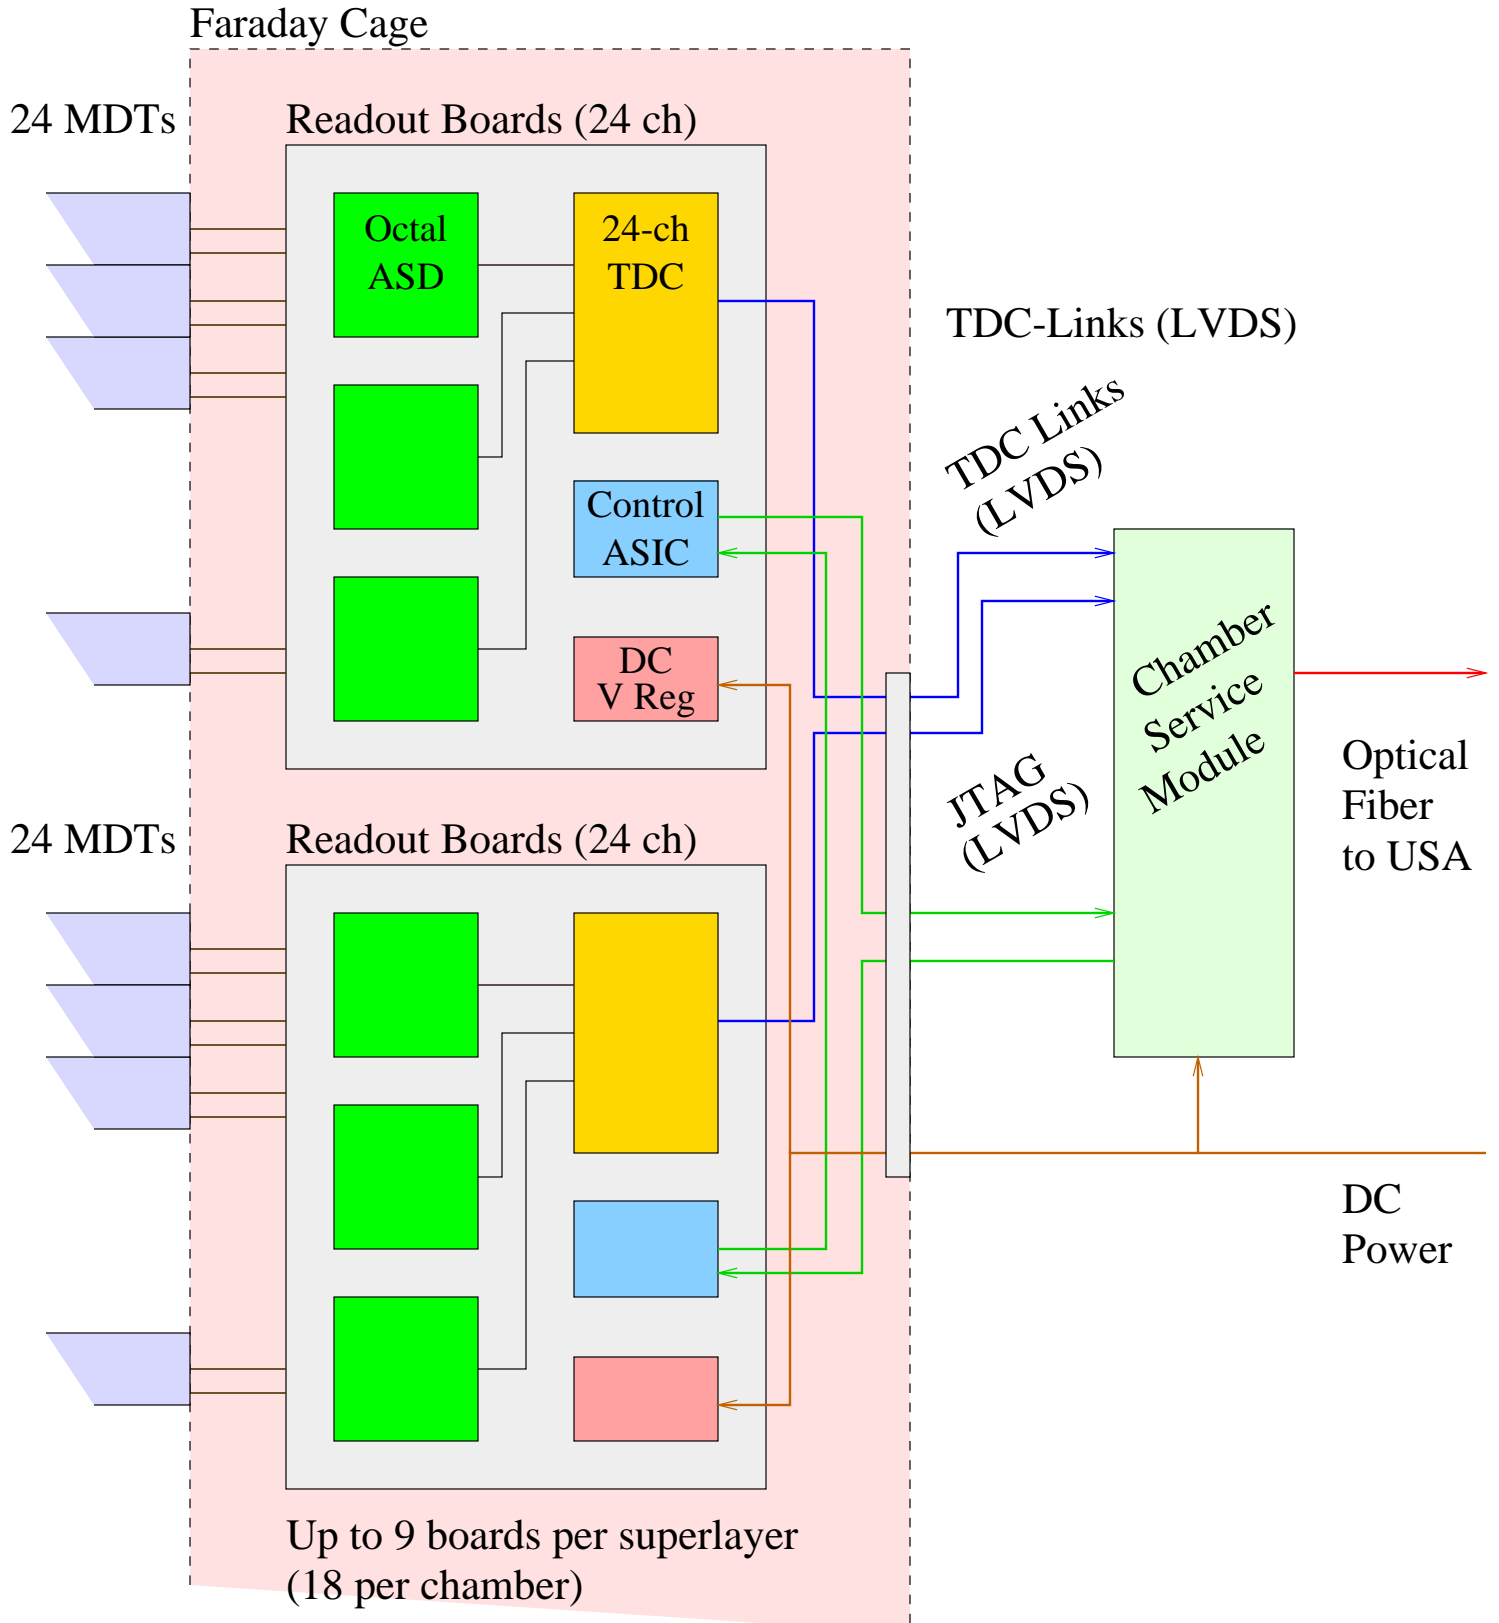 Faraday Cage
24 MDTs
Readout Boards (24 ch)
Octal
ASD
24-ch
TDC
TDC-Links (LVDS)
TDC Links
(LVDS)
Control
ASIC
DC
V Reg
Chamber
Service
Module
JTAG
(LVDS)
Optical
Fiber
to USA
24 MDTs
Readout Boards (24 ch)
DC
Power
Up to 9 boards per superlayer
(18 per chamber)